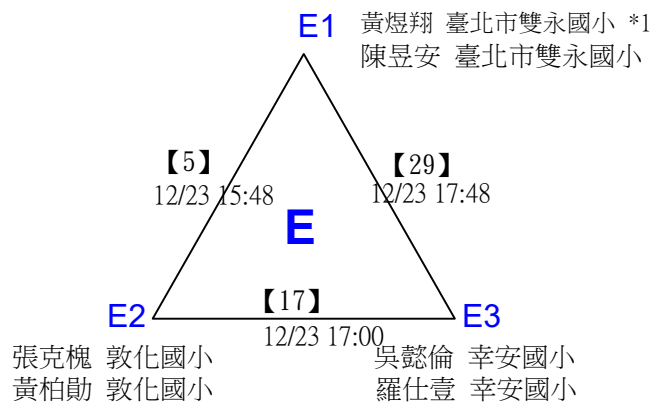 E1 黃煜翔 臺北市雙永國小 *1
陳昱安 臺北市雙永國小
【5】
12/23 15:48
【29】
12/23 17:48
E
【17】
12/23 17:00
E2
E3
張克槐 敦化國小
黃柏勛 敦化國小
吳懿倫 幸安國小
羅仕壹 幸安國小